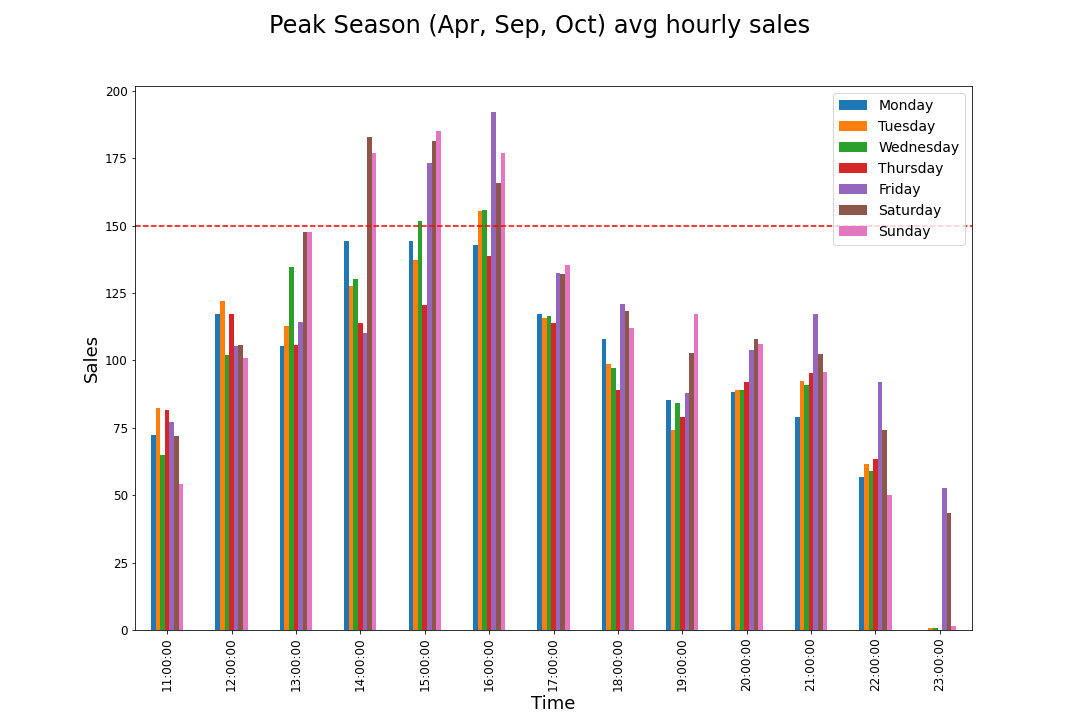 Peak Season (Apr, Sep, Oct) avg hourly sales
Monday
Tuesday
Wednesday
Thursday
Friday
Saturday
Sunday
Sales
200
175
150
125
100
75
50
25
0
11:00:00
12:00:00
13:00:00
14:00:00
15:00:00
16:00:00
17:00:00
18:00:00
19:00:00
20:00:00
21:00:00
22:00:00
23:00:00
Time